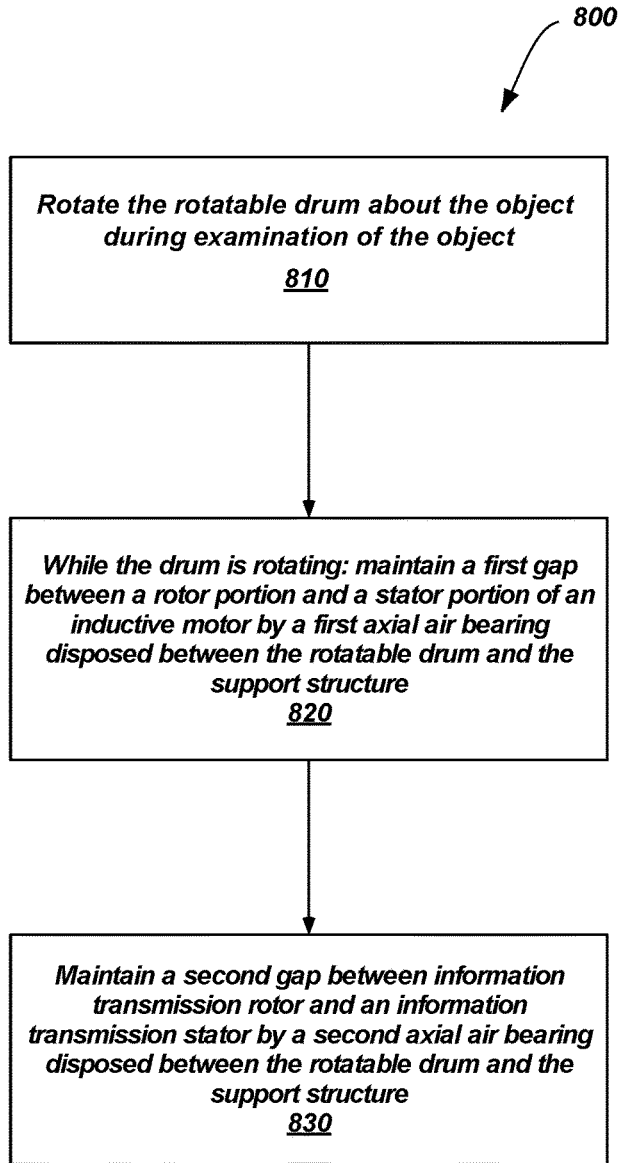 800
Rotate the rotatable drum about the object
during examination of the object
810
While the drum is rotating: maintain a first gap
between a rotor portion and a stator portion of an
inductive motor by a first axial air bearing
disposed between the rotatable drum and the
support structure
820
Maintain a second gap between information
transmission rotor and an information
transmission stator by a second axial air bearing
disposed between the rotatable drum and the
support structure
830